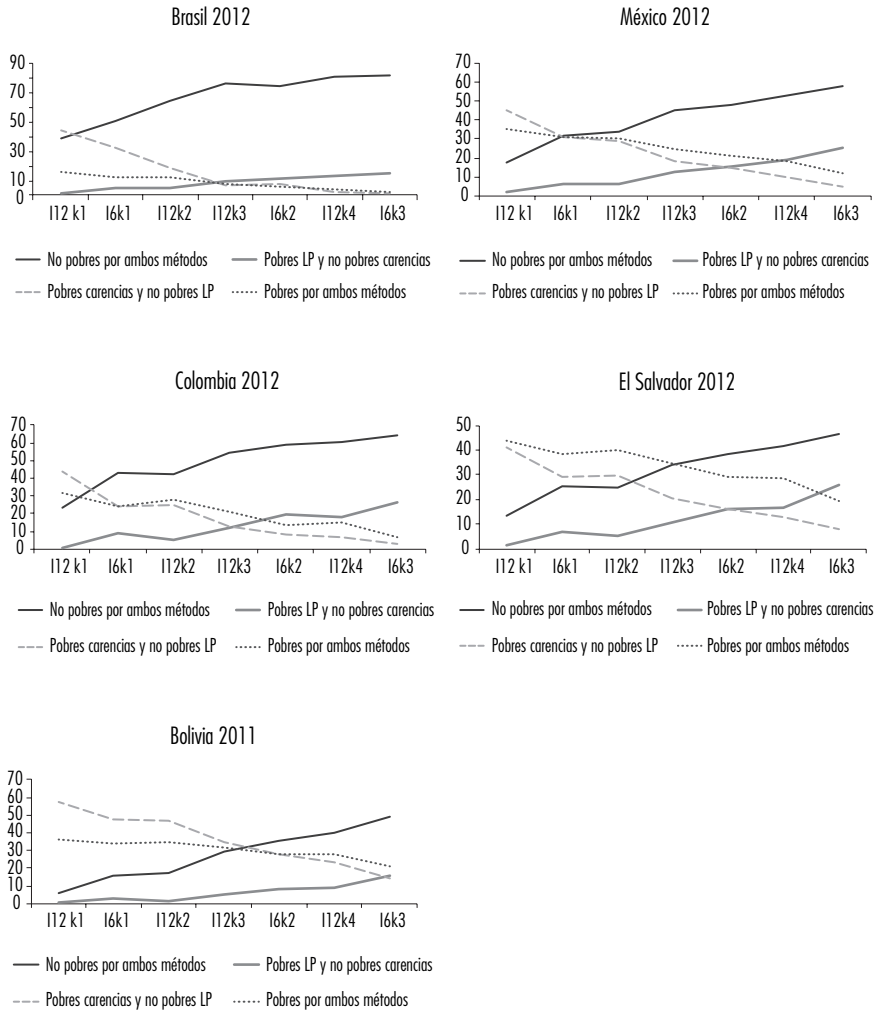 Brasil 2012
90
70
50
30
10
0
I12 k1 I6k1 I12k2 I12k3 I6k2 I12k4 I6k3
No pobres por ambos métodos Pobres LP y no pobres carencias
Pobres carencias y no pobres LP Pobres por ambos métodos
México 2012
70
60
50
40
30
20
10
0
I12 k1 I6k1 I12k2 I12k3 I6k2 I12k4 I6k3
No pobres por ambos métodos Pobres LP y no pobres carencias
Pobres carencias y no pobres LP Pobres por ambos métodos
Colombia 2012
70
60
50
40
30
20
10
0
I12 k1 I6k1 I12k2 I12k3 I6k2 I12k4 I6k3
No pobres por ambos métodos Pobres LP y no pobres carencias
Pobres carencias y no pobres LP Pobres por ambos métodos
El Salvador 2012
50
40
30
20
10
0
I12 k1 I6k1 I12k2 I12k3 I6k2 I12k4 I6k3
No pobres por ambos métodos Pobres LP y no pobres carencias
Pobres carencias y no pobres LP Pobres por ambos métodos
Bolivia 2011
70
60
50
40
30
20
10
0
I12 k1 I6k1 I12k2 I12k3 I6k2 I12k4 I6k3
No pobres por ambos métodos Pobres LP y no pobres carencias
Pobres carencias y no pobres LP Pobres por ambos métodos